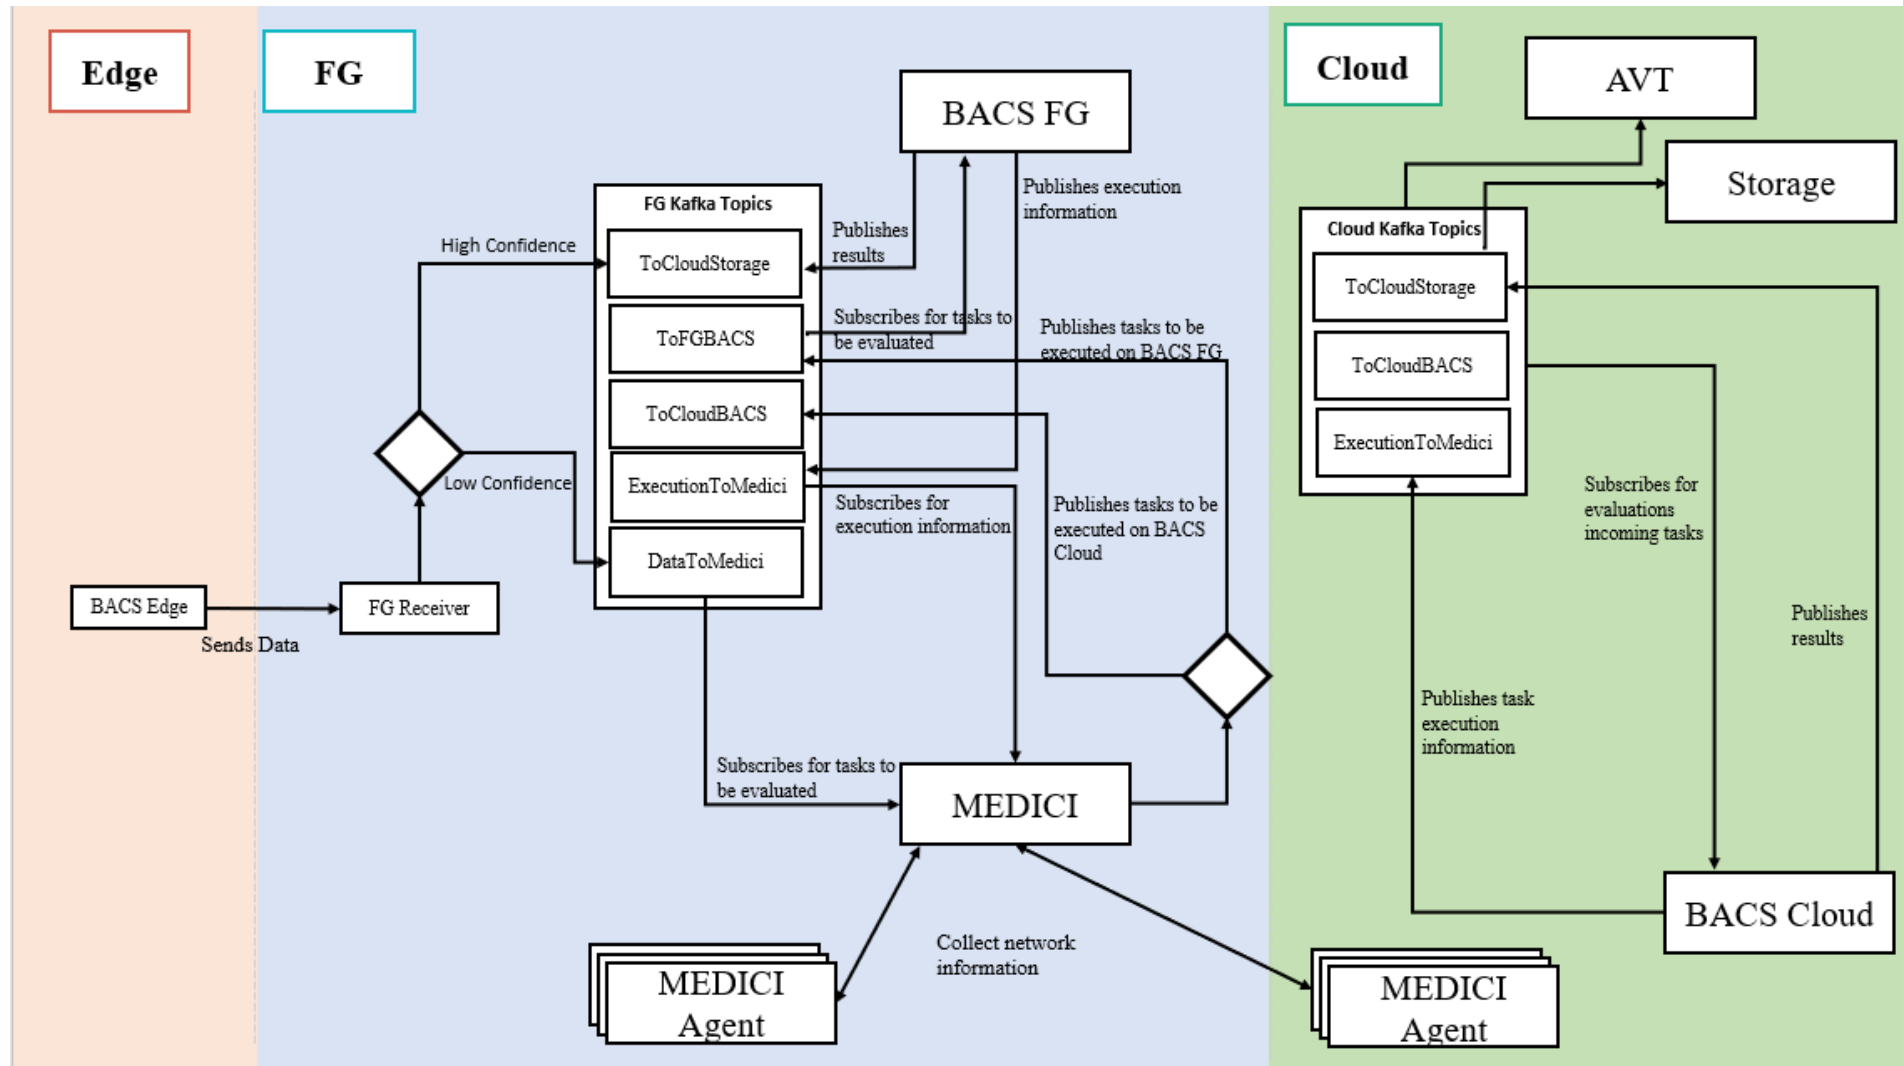 Edge
FG
Cloud
AVT
Storage
BACS FG
Publishes execution
information
FG Kafka Topics
ToCloudStorage
ToFGBACS
ToCloudBACS
ExecutionToMedici
DataToMedici
High Confidence
Low Confidence
Publishes
results
Subscribes for tasks to
be evaluated
Publishes tasks to be
executed on BACS FG
Subscribes for
execution information
Publishes tasks to be
executed on BACS
Cloud
BACS Edge
Sends Data
FG Receiver
Subscribes for tasks to
be evaluated
MEDICI
Collect network
information
MEDICI
Agent
Cloud Kafka Topics
ToCloudStorage
ToCloudBACS
ExecutionToMedici
Subscribes for
evaluations
incoming tasks
Publishes
results
Publishes task
execution
information
BACS Cloud
MEDICI
Agent